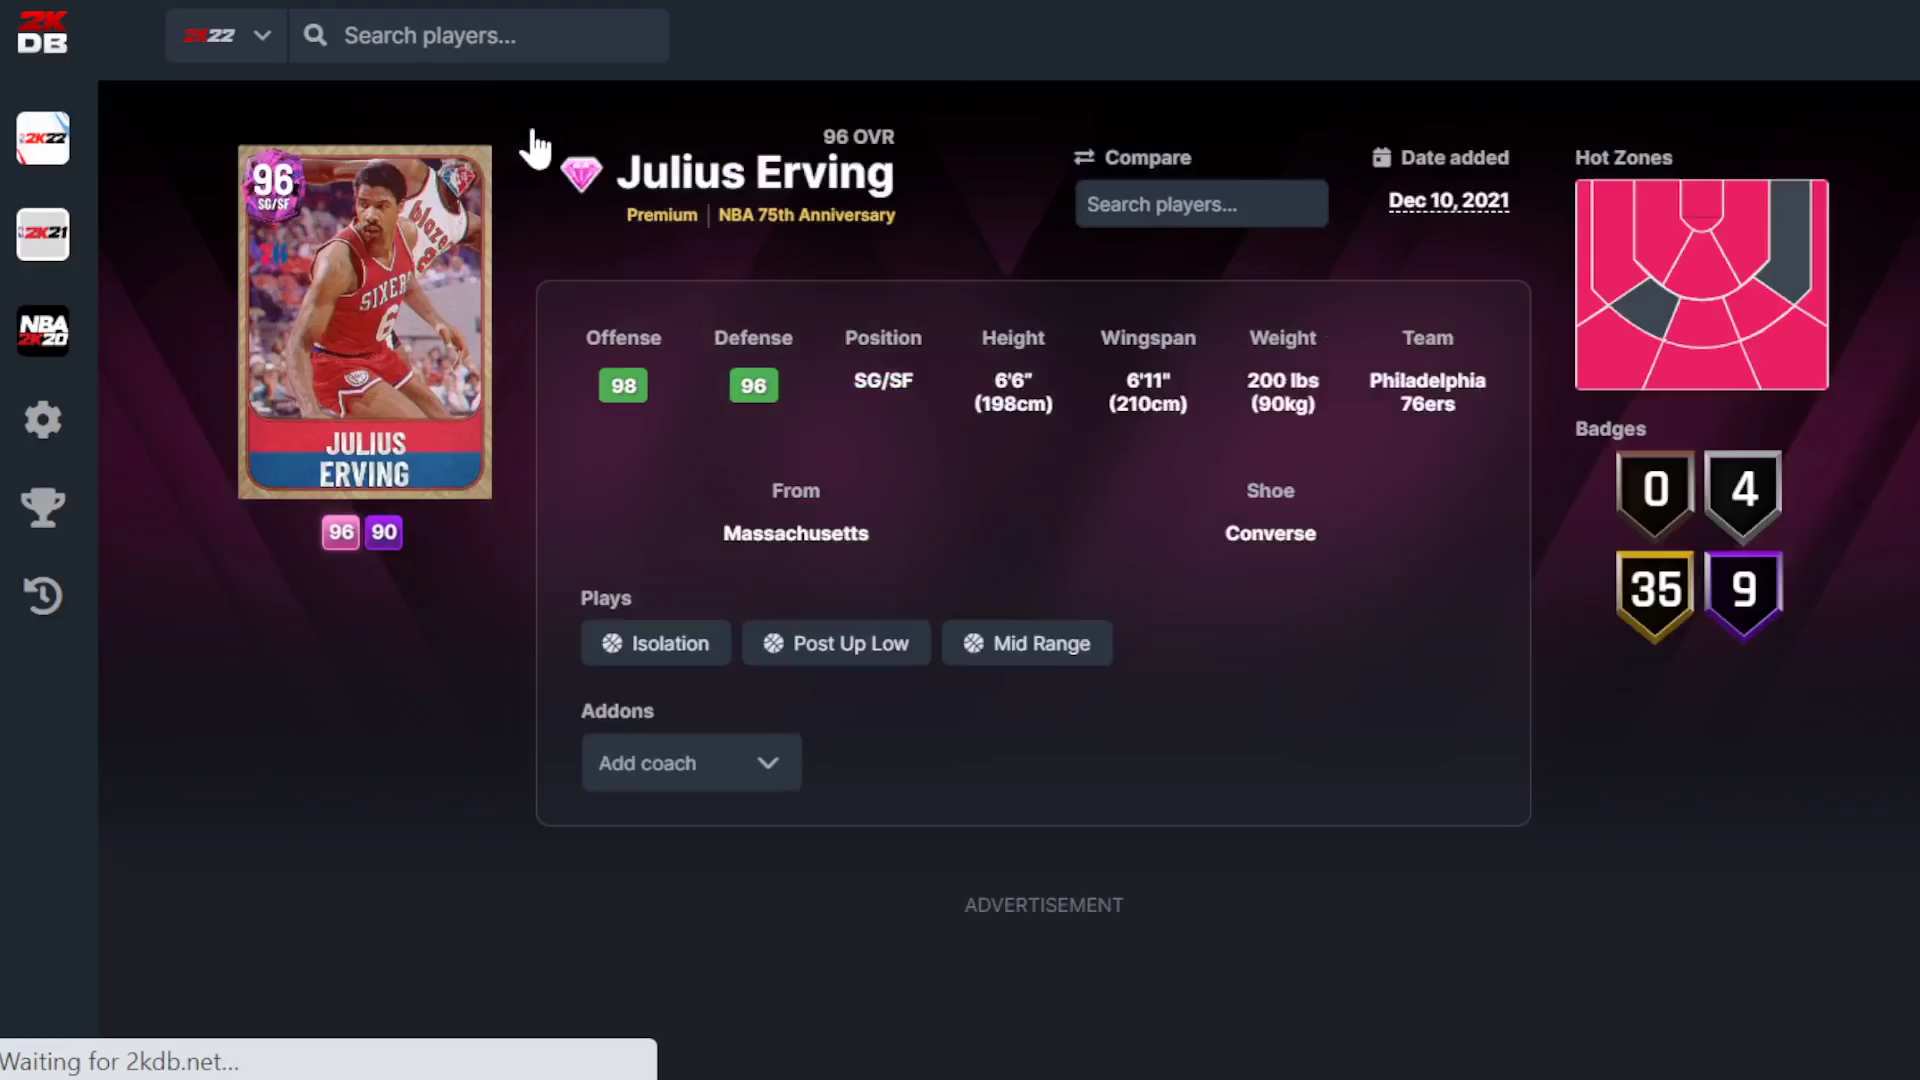 2K
DB
2K22
Search players...
2K22
2K21
NBA
2K20
96
SG/SF
blazers
SIXERS
6
JULIUS
ERVING
96 90
96 OVR
Julius Erving
Premium NBA 75th Anniversary
Compare
Search players...
Date added
Dec 10, 2021
Hot Zones
Offense Defense Position Height Wingspan Weight Team
98 96 SG/SF 6'6" 6'11" 200 lbs Philadelphia
(198cm) (210cm) (90kg) 76ers
From Shoe
Massachusetts Converse
Plays
Isolation Post Up Low Mid Range
Addons
Add coach
Badges
0 4
35 9
ADVERTISEMENT
Waiting for 2kdb.net...